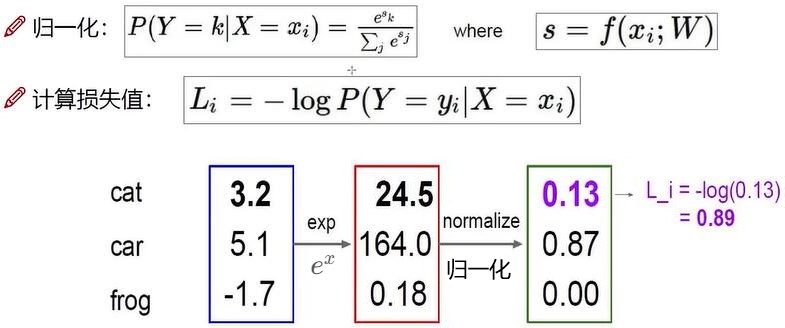 归一化： P(Y = k|X = x_i) = \frac{e^{s_k}}{\sum_j e^{s_j}} where s = f(x_i; W)
计算损失值： L_i = − log P(Y = y_i|X = x_i)
cat 3.2 24.5 0.13 → L_i = -log(0.13)
= 0.89
exp normalize
car 5.1 164.0 0.87
e^x 归一化
frog -1.7 0.18 0.00